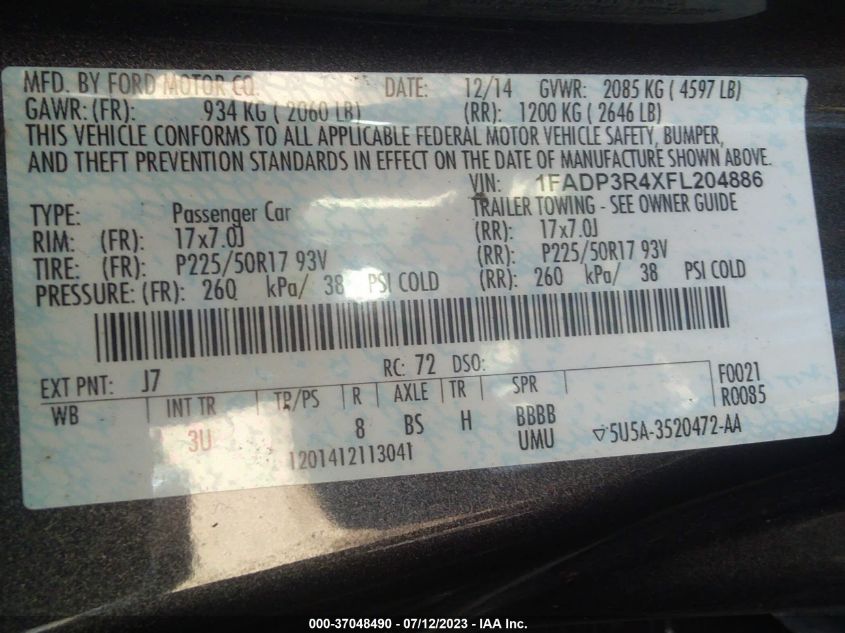 MFD. BY FORD MOTOR CO. DATE: 12/14 GVWR: 2085 KG ( 4597 LB)
GAWR: (FR): 934 KG ( 2060 LB) (RR): 1200 KG ( 2646 LB)
THIS VEHICLE CONFORMS TO ALL APPLICABLE FEDERAL MOTOR VEHICLE SAFETY, BUMPER,
AND THEFT PREVENTION STANDARDS IN EFFECT ON THE DATE OF MANUFACTURE SHOWN ABOVE.
VIN: 1FADP3R4XFL204886
TYPE: Passenger Car TRAILER TOWING - SEE OWNER GUIDE
RIM: (FR): 17x7.0J (RR): 17x7.0J
TIRE: (FR): P225/50R17 93V (RR): P225/50R17 93V
PRESSURE: (FR): 260 kPa/ 38 PSI COLD (RR): 260 kPa/ 38 PSI COLD
EXT PNT: J7 RC: 72 DSO: F0021
WB INT TR TP/PS R AXLE TR SPR R0085
3U 8 BS H BBBB
1201412113041 UMU ▽5U5A-3520472-AA
000-37048490 - 07/12/2023 - IAA Inc.